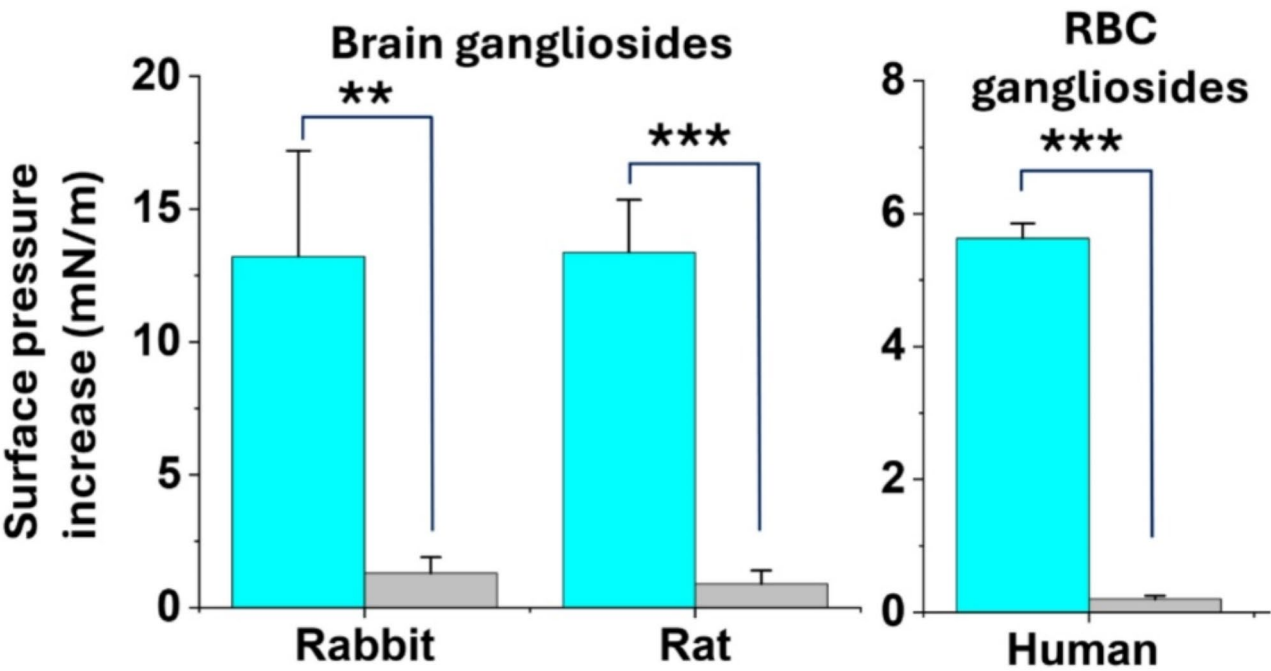 Brain gangliosides
RBC
gangliosides
Surface pressure
increase (mN/m)
20
15
10
5
0
**
***
Rabbit
Rat
8
6
4
2
0
***
Human